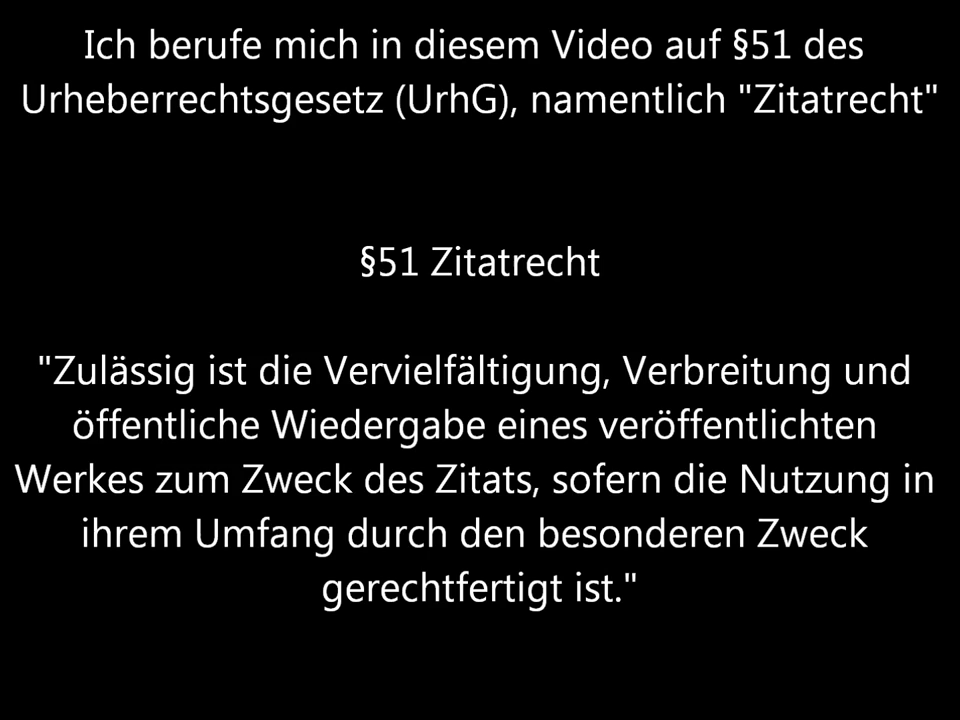 Ich berufe mich in diesem Video auf §51 des
Urheberrechtsgesetz (UrhG), namentlich "Zitatrecht"
§51 Zitatrecht
"Zulässig ist die Vervielfältigung, Verbreitung und
öffentliche Wiedergabe eines veröffentlichten
Werkes zum Zweck des Zitats, sofern die Nutzung in
ihrem Umfang durch den besonderen Zweck
gerechtfertigt ist."